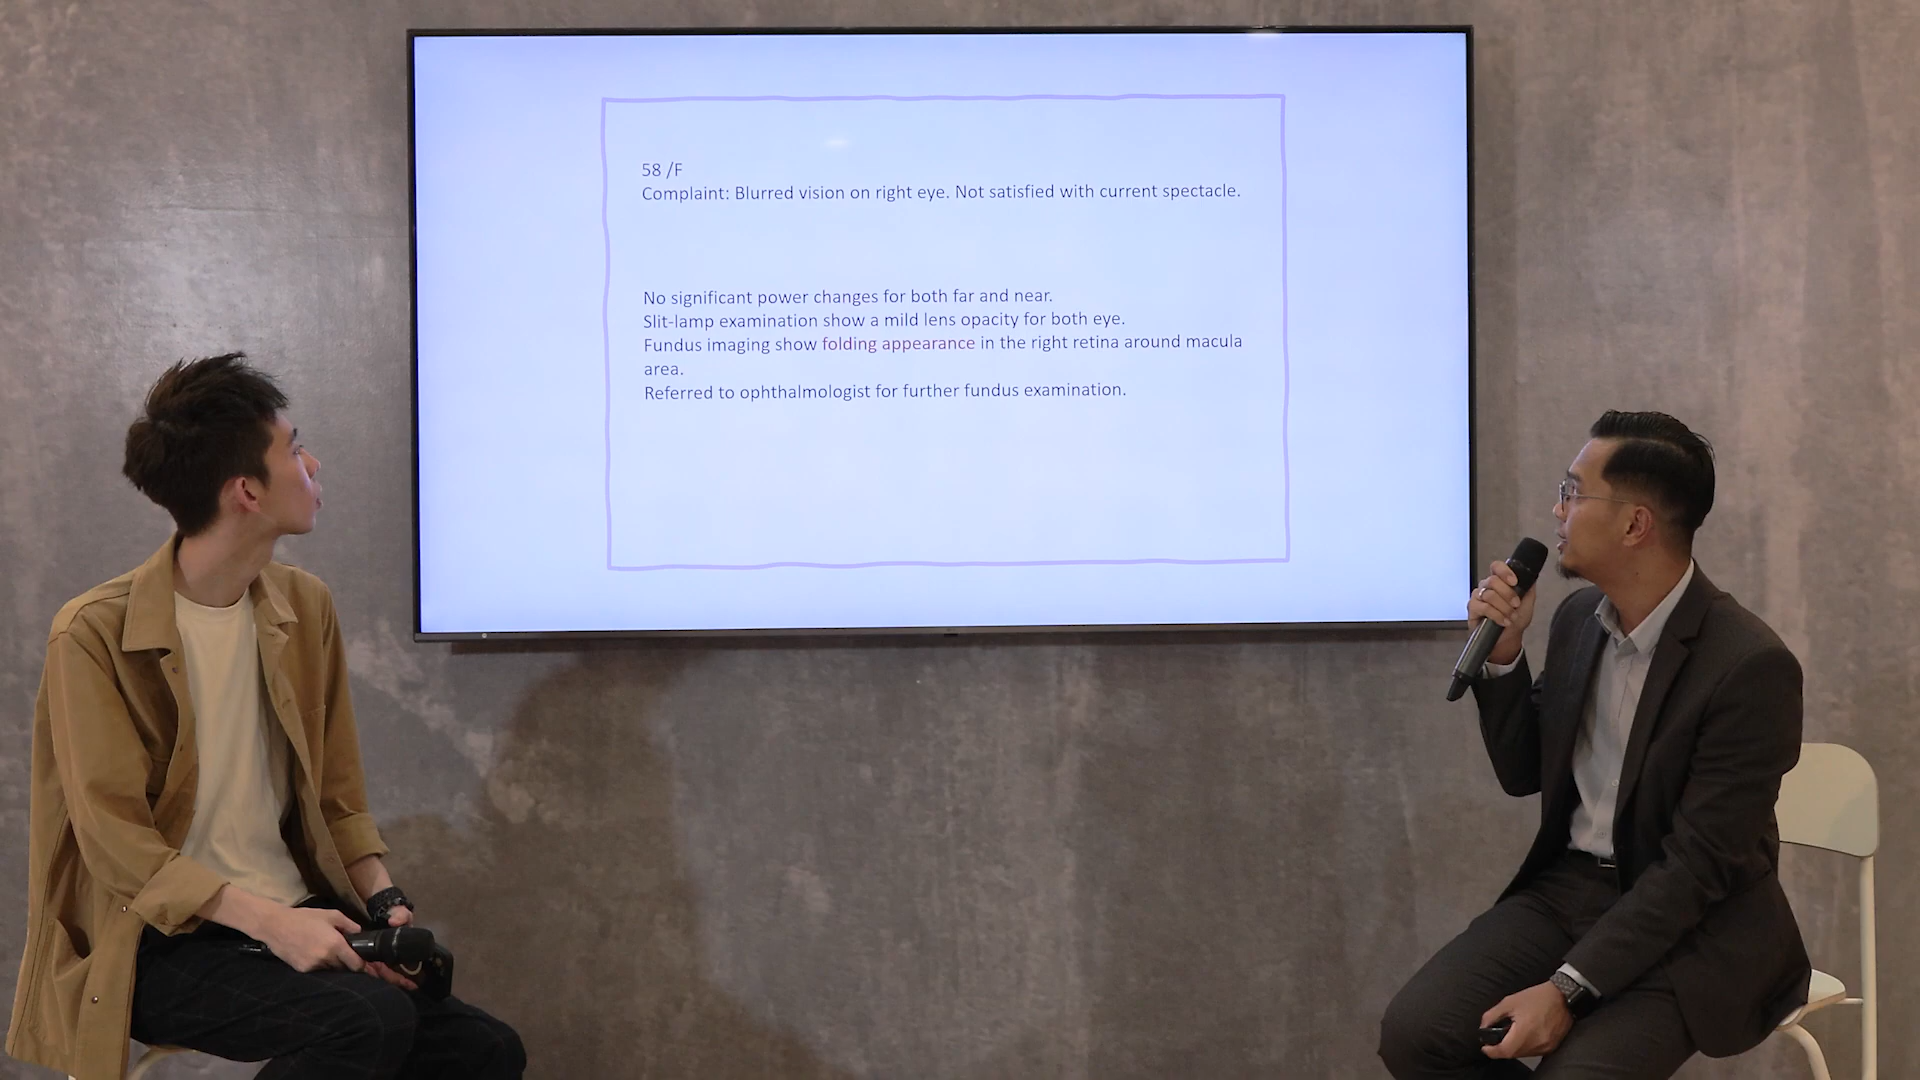 58 /F
Complaint: Blurred vision on right eye. Not satisfied with current spectacle.
No significant power changes for both far and near.
Slit-lamp examination show a mild lens opacity for both eye.
Fundus imaging show folding appearance in the right retina around macula
area.
Referred to ophthalmologist for further fundus examination.